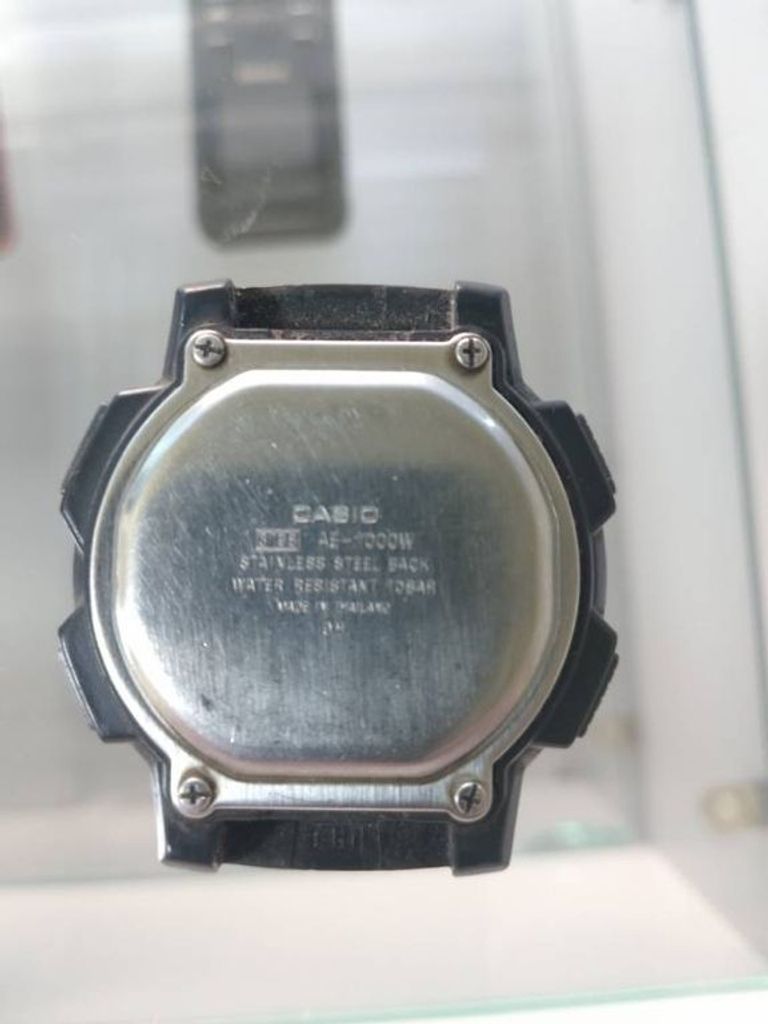 CASIO
AE-1000W
STAINLESS STEEL BACK
WATER RESISTANT 10BAR
MADE IN THAILAND